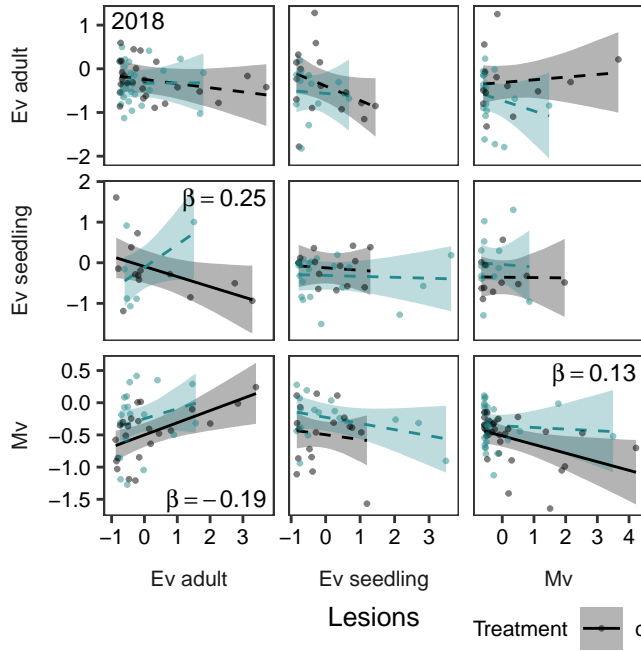 2018
Ev adult
1
0
−1
−2
β = 0.25
Ev seedling
2
1
0
−1
β = 0.13
Mv
0.5
0.0
−0.5
−1.0
−1.5
β = −0.19
−1 0 1 2 3
−1 0 1 2 3
0 1 2 3 4
Ev adult Ev seedling Mv
Lesions
Treatment